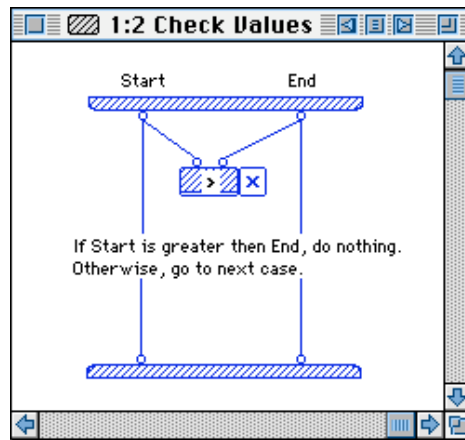 1:2 Check Values
Start End
>
If Start is greater then End, do nothing.
Otherwise, go to next case.